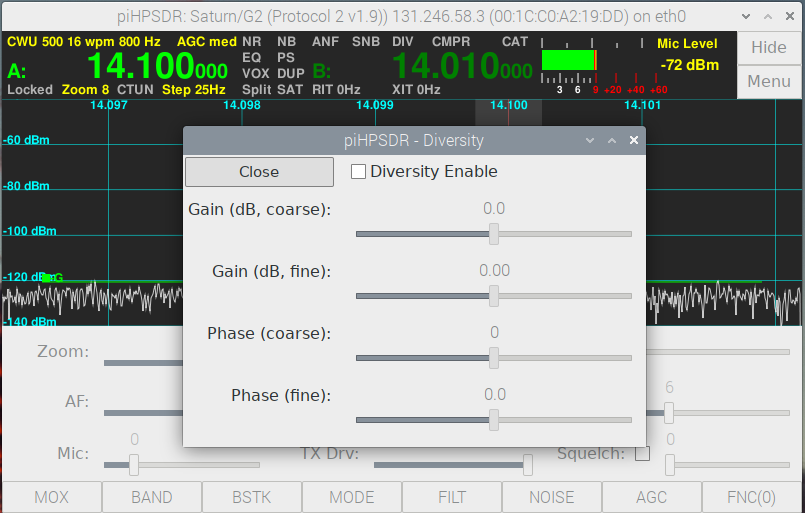 piHPSDR: Saturn/G2 (Protocol 2 v1.9)) 131.246.58.3 (00:1C:C0:A2:19:DD) on eth0
CWU 500 16 wpm 800 Hz AGC med NR NB ANF SNB DIV CMPR CAT Mic Level Hide
A: 14.100000 EQ PS B: 14.010000 -72 dBm
VOX DUP Menu
Locked Zoom 8 CTUN Step 25Hz Split SAT RIT 0Hz XIT 0Hz 3 6 9 +20 +40 +60
14.097 14.098 14.099 14.100 14.101
piHPSDR - Diversity
-60 dBm
Close Diversity Enable
-80 dBm
Gain (dB, coarse): 0.0
-100 dBm
Gain (dB, fine): 0.00
-120 dBm G
-140 dBm
Phase (coarse): 0
Zoom:
Phase (fine): 0.0
AF: 6
Mic: 0 TX Drv: Squelch: 0
MOX BAND BSTK MODE FILT NOISE AGC FNC(0)